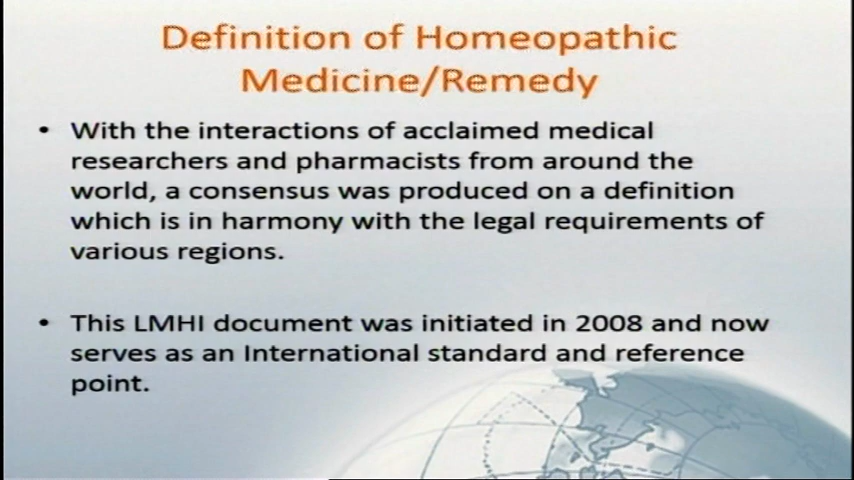 Definition of Homeopathic
Medicine/Remedy
• With the interactions of acclaimed medical
researchers and pharmacists from around the
world, a consensus was produced on a definition
which is in harmony with the legal requirements of
various regions.
• This LMHI document was initiated in 2008 and now
serves as an International standard and reference
point.